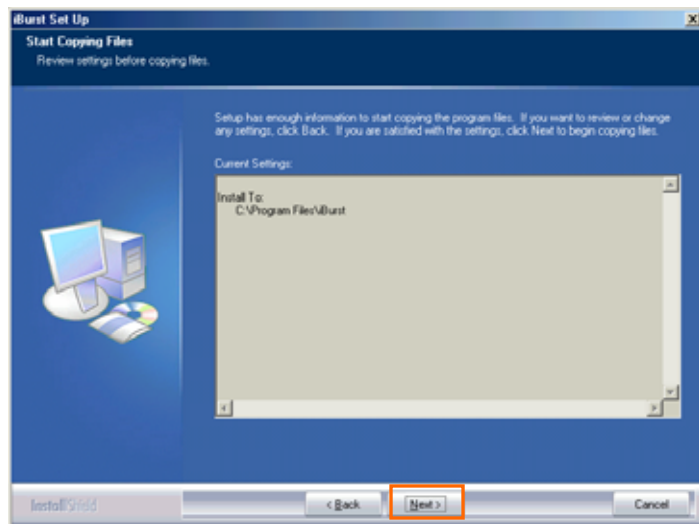 iBurst Set Up
Start Copying Files
Review settings before copying files.
Setup has enough information to start copying the program files. If you want to review or change
any settings, click Back. If you are satisfied with the settings, click Next to begin copying files.
Current Settings:
Install To:
C:\Program Files\iBurst
InstallShield
< Back
Next >
Cancel